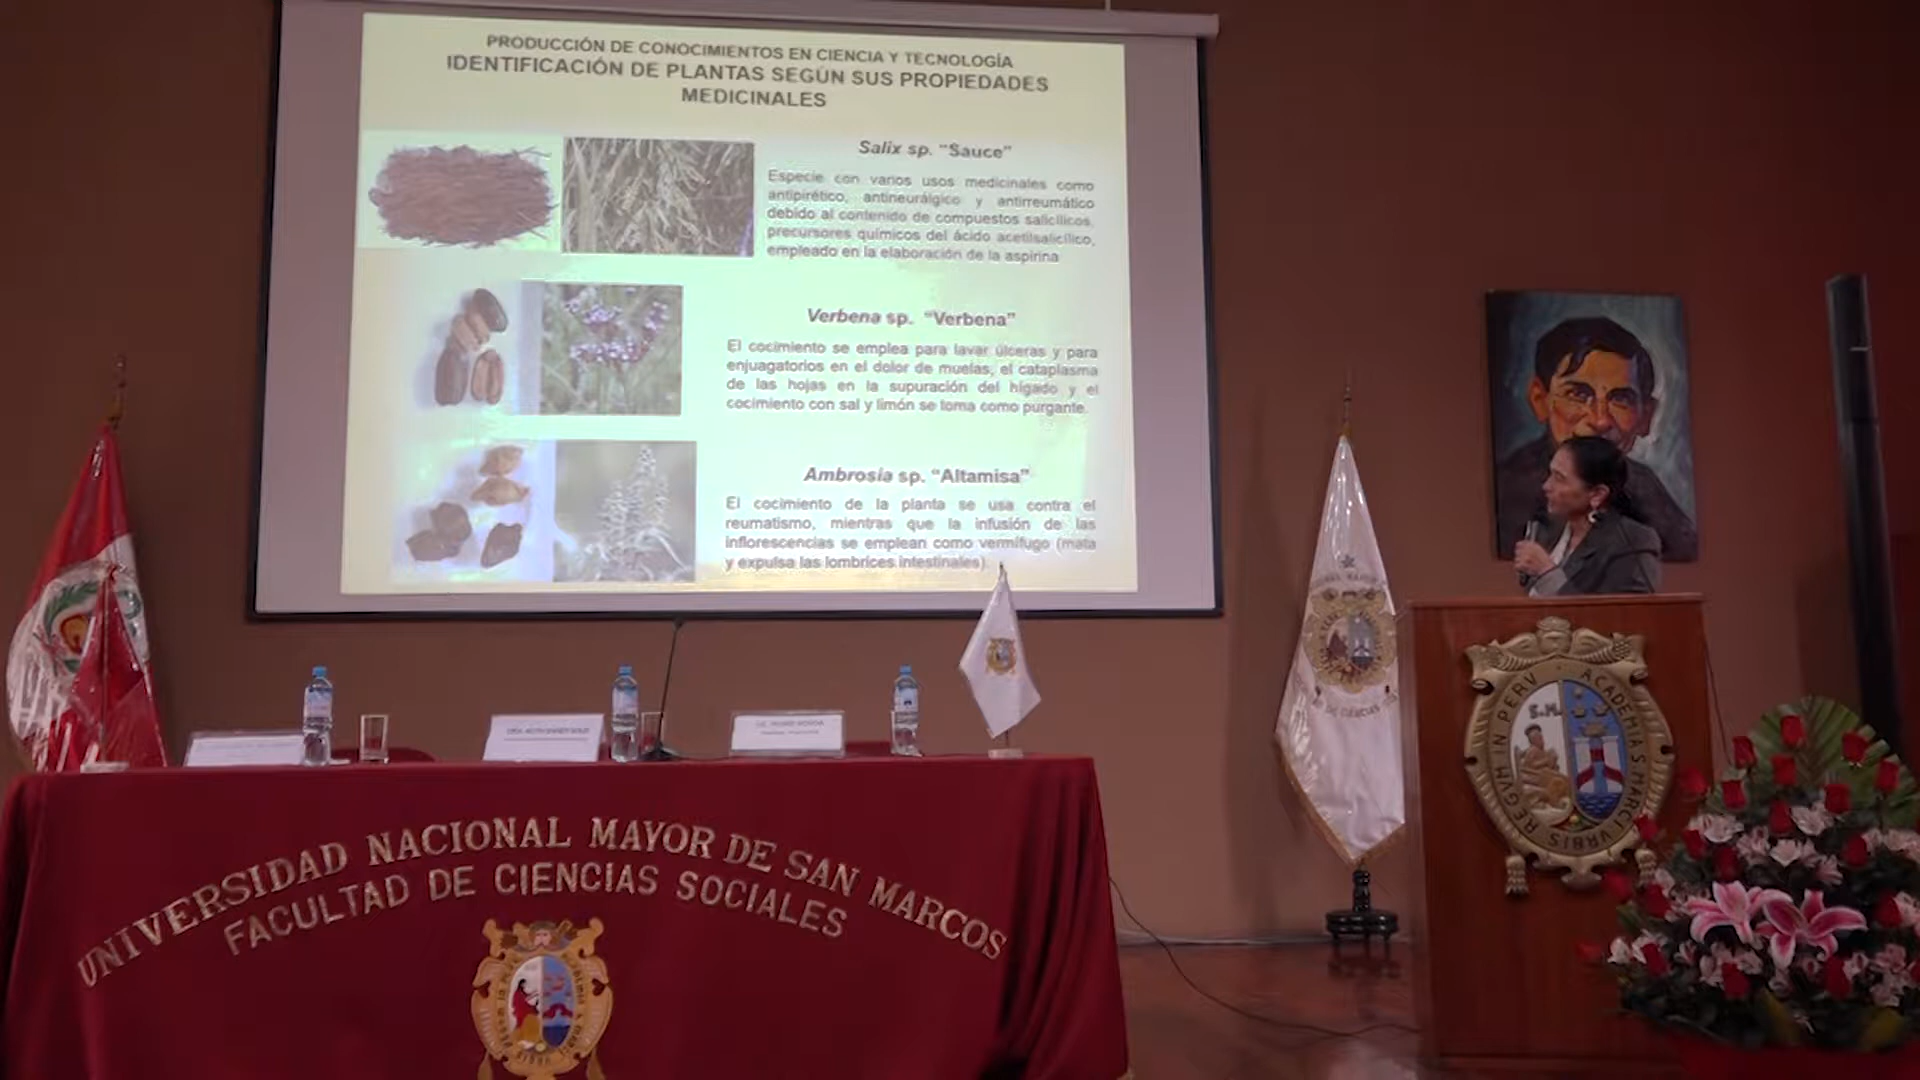 PRODUCCIÓN DE CONOCIMIENTOS EN CIENCIA Y TECNOLOGÍA
IDENTIFICACIÓN DE PLANTAS SEGÚN SUS PROPIEDADES
MEDICINALES
Salix sp. "Sauce"
Especie con varios usos medicinales como
antipirético, antineurálgico y antirreumático
debido al contenido de compuestos salicílicos,
precursores químicos del ácido acetilsalicílico,
empleado en la elaboración de la aspirina
Verbena sp. "Verbena"
El cocimiento se emplea para lavar úlceras y para
enjuagatorios en el dolor de muelas, el cataplasma
de las hojas en la supuración del hígado y el
cocimiento con sal y limón se toma como purgante.
Ambrosia sp. "Altamisa"
El cocimiento de la planta se usa contra el
reumatismo, mientras que la infusión de las
inflorescencias se emplean como vermífugo (mata
y expulsa las lombrices intestinales).
UNIVERSIDAD NACIONAL MAYOR DE SAN MARCOS
FACULTAD DE CIENCIAS SOCIALES
ACADEMIA S. MARCI VRBIS REGVM IN PERV
S.M.